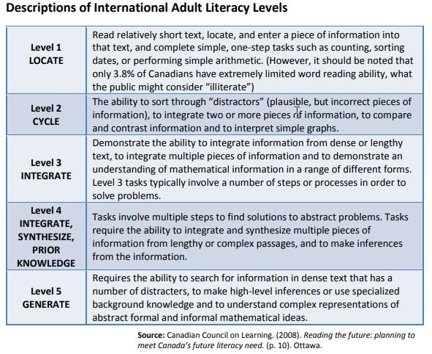 Descriptions of International Adult Literacy Levels
Level 1
LOCATE
Read relatively short text, locate, and enter a piece of information into
that text, and complete simple, one-step tasks such as counting, sorting
dates, or performing simple arithmetic. (However, it should be noted that
only 3.8% of Canadians have extremely limited word reading ability, what
the public might consider “illiterate”)
Level 2
CYCLE
The ability to sort through “distractors” (plausible, but incorrect pieces of
information), to integrate two or more pieces of information, to compare
and contrast information and to interpret simple graphs.
Level 3
INTEGRATE
Demonstrate the ability to integrate information from dense or lengthy
text, to integrate multiple pieces of information and to demonstrate an
understanding of mathematical information in a range of different forms.
Level 3 tasks typically involve a number of steps or processes in order to
solve problems.
Level 4
INTEGRATE,
SYNTHESIZE,
PRIOR
KNOWLEDGE
Tasks involve multiple steps to find solutions to abstract problems. Tasks
require the ability to integrate and synthesize multiple pieces of
information from lengthy or complex passages, and to make inferences
from the information.
Level 5
GENERATE
Requires the ability to search for information in dense text that has a
number of distracters, to make high-level inferences or use specialized
background knowledge and to understand complex representations of
abstract formal and informal mathematical ideas.
Source: Canadian Council on Learning. (2008). Reading the future: planning to
meet Canada’s future literacy need. (p. 10). Ottawa.